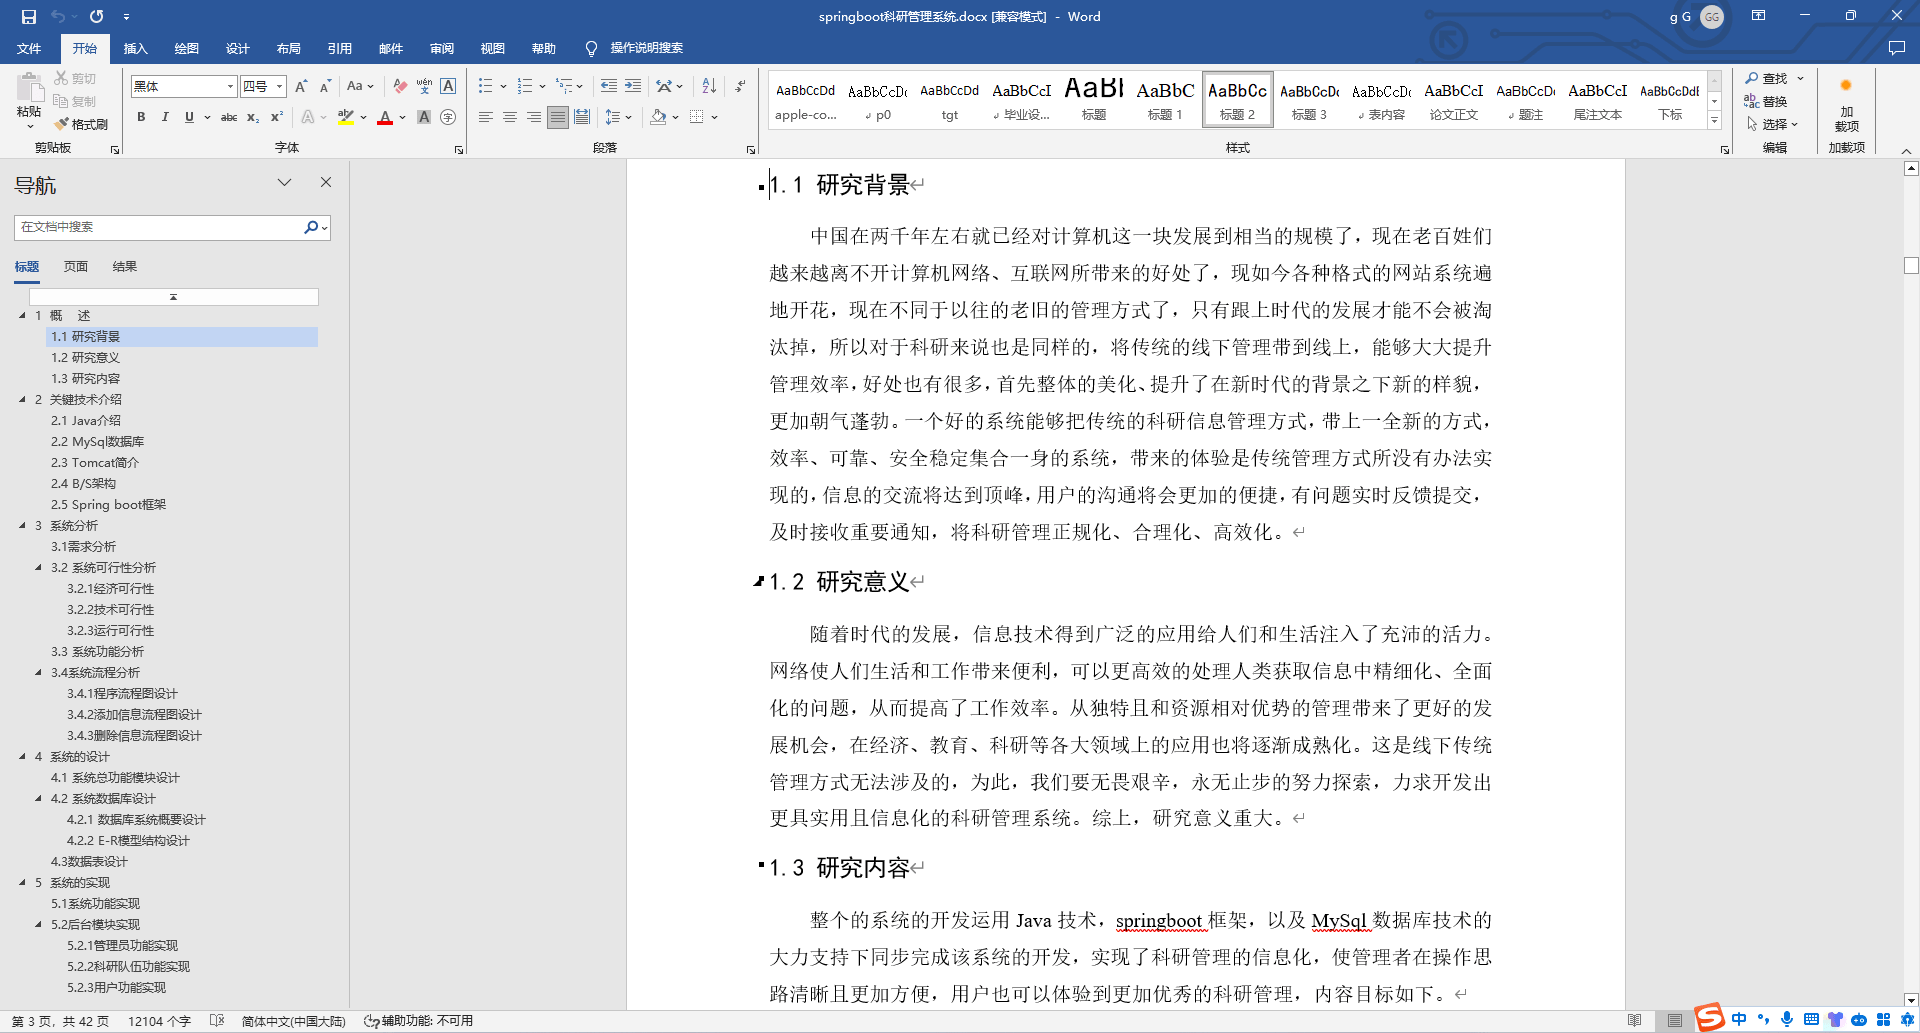 springboot科研管理系统.docx [兼容模式] - Word
g G
GG
文件 开始 插入 绘图 设计 布局 引用 邮件 审阅 视图 帮助 操作说明搜索
粘贴
剪切
复制
格式刷
剪贴板
黑体 四号
字体
段落
AaBbCcDd apple-co...
AaBbCcDc p0
AaBbCcDd tgt
AaBbCcI 毕业设...
AaBl 标题
AaBbC 标题 1
AaBbCc 标题 2
AaBbCcDc 标题 3
AaBbCcDc 表内容
AaBbCcI 论文正文
AaBbCcDc 题注
AaBbCcI 尾注文本
AaBbCcDdE 下标
样式
查找
替换
选择
编辑
加载项
加载项
导航
在文档中搜索
标题 页面 结果
1 概 述
1.1 研究背景
1.2 研究意义
1.3 研究内容
2 关键技术介绍
2.1 Java介绍
2.2 MySql数据库
2.3 Tomcat简介
2.4 B/S架构
2.5 Spring boot框架
3 系统分析
3.1需求分析
3.2 系统可行性分析
3.2.1经济可行性
3.2.2技术可行性
3.2.3运行可行性
3.3 系统功能分析
3.4系统流程分析
3.4.1程序流程图设计
3.4.2添加信息流程图设计
3.4.3删除信息流程图设计
4 系统的设计
4.1 系统总功能模块设计
4.2 系统数据库设计
4.2.1 数据库系统概要设计
4.2.2 E-R模型结构设计
4.3数据表设计
5 系统的实现
5.1系统功能实现
5.2后台模块实现
5.2.1管理员功能实现
5.2.2科研队伍功能实现
5.2.3用户功能实现
1.1 研究背景
中国在两千年左右就已经对计算机这一块发展到相当的规模了，现在老百姓们
越来越离不开计算机网络、互联网所带来的好处了，现如今各种格式的网站系统遍
地开花，现在不同于以往的老旧的管理方式了，只有跟上时代的发展才能不会被淘
汰掉，所以对于科研来说也是同样的，将传统的线下管理带到线上，能够大大提升
管理效率，好处也有很多，首先整体的美化、提升了在新时代的背景之下新的样貌，
更加朝气蓬勃。一个好的系统能够把传统的科研信息管理方式，带上一全新的方式，
效率、可靠、安全稳定集合一身的系统，带来的体验是传统管理方式所没有办法实
现的，信息的交流将达到顶峰，用户的沟通将会更加的便捷，有问题实时反馈提交，
及时接收重要通知，将科研管理正规化、合理化、高效化。
1.2 研究意义
随着时代的发展，信息技术得到广泛的应用给人们和生活注入了充沛的活力。
网络使人们生活和工作带来便利，可以更高效的处理人类获取信息中精细化、全面
化的问题，从而提高了工作效率。从独特且和资源相对优势的管理带来了更好的发
展机会，在经济、教育、科研等各大领域上的应用也将逐渐成熟化。这是线下传统
管理方式无法涉及的，为此，我们要无畏艰辛，永无止步的努力探索，力求开发出
更具实用且信息化的科研管理系统。综上，研究意义重大。
1.3 研究内容
整个的系统的开发运用 Java 技术，springboot 框架，以及 MySql 数据库技术的
大力支持下同步完成该系统的开发，实现了科研管理的信息化，使管理者在操作思
路清晰且更加方便，用户也可以体验到更加优秀的科研管理，内容目标如下。
第 3 页，共 42 页 12104 个字 简体中文(中国大陆) 辅助功能: 不可用
中